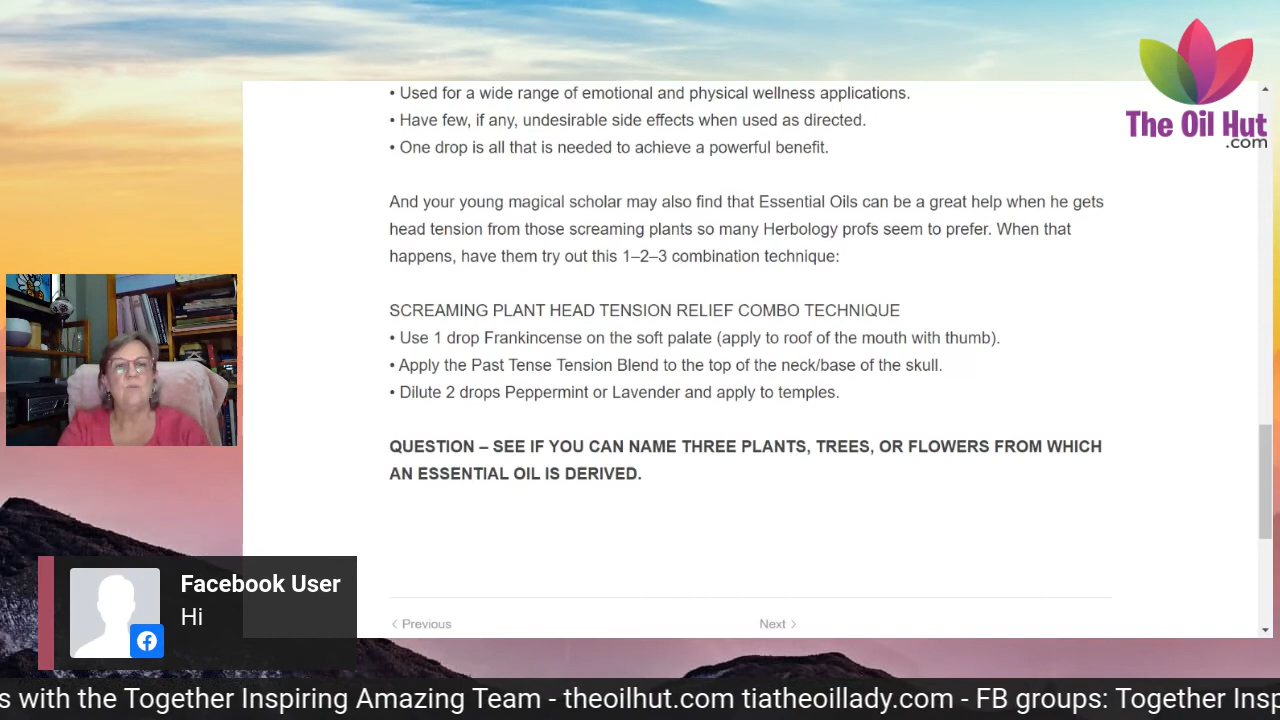 The Oil Hut
.com
• Used for a wide range of emotional and physical wellness applications.
• Have few, if any, undesirable side effects when used as directed.
• One drop is all that is needed to achieve a powerful benefit.
And your young magical scholar may also find that Essential Oils can be a great help when he gets
head tension from those screaming plants so many Herbology profs seem to prefer. When that
happens, have them try out this 1–2–3 combination technique:
SCREAMING PLANT HEAD TENSION RELIEF COMBO TECHNIQUE
• Use 1 drop Frankincense on the soft palate (apply to roof of the mouth with thumb).
• Apply the Past Tense Tension Blend to the top of the neck/base of the skull.
• Dilute 2 drops Peppermint or Lavender and apply to temples.
QUESTION – SEE IF YOU CAN NAME THREE PLANTS, TREES, OR FLOWERS FROM WHICH
AN ESSENTIAL OIL IS DERIVED.
Previous
Next
Facebook User
Hi
s with the Together Inspiring Amazing Team - theoilhut.com tiatheoillady.com - FB groups: Together Insp